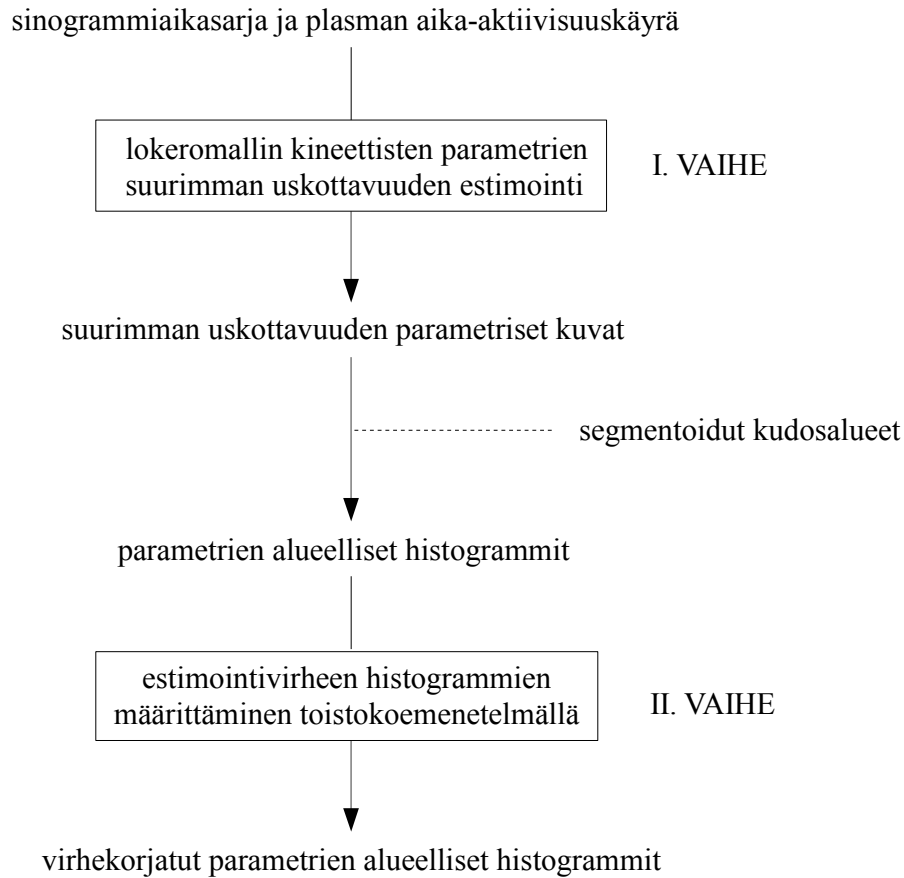 sinogrammiaikasarja ja plasman aika-aktiivisuuskäyrä
lokeromallin kineettisten parametrien
suurimman uskottavuuden estimointi
I. VAIHE
suurimman uskottavuuden parametriset kuvat
segmentoidut kudosalueet
parametrien alueelliset histogrammit
estimointivirheen histogrammien
määrittäminen toistokoemenetelmällä
II. VAIHE
virhekorjatut parametrien alueelliset histogrammit